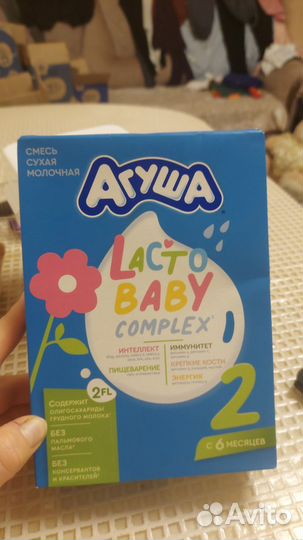 СМЕСЬ
СУХАЯ
МОЛОЧНАЯ
АГУША
LACTO
BABY
COMPLEX
ИНТЕЛЛЕКТ
ИММУНИТЕТ
ПИЩЕВАРЕНИЕ
КРЕПКИЕ КОСТИ
ЭНЕРГИЯ
2FL
СОДЕРЖИТ
ОЛИГОСАХАРИДЫ
ГРУДНОГО МОЛОКА
БЕЗ
ПАЛЬМОВОГО
МАСЛА
БЕЗ
КОНСЕРВАНТОВ
И КРАСИТЕЛЕЙ
2
С 6 МЕСЯЦЕВ
Avito